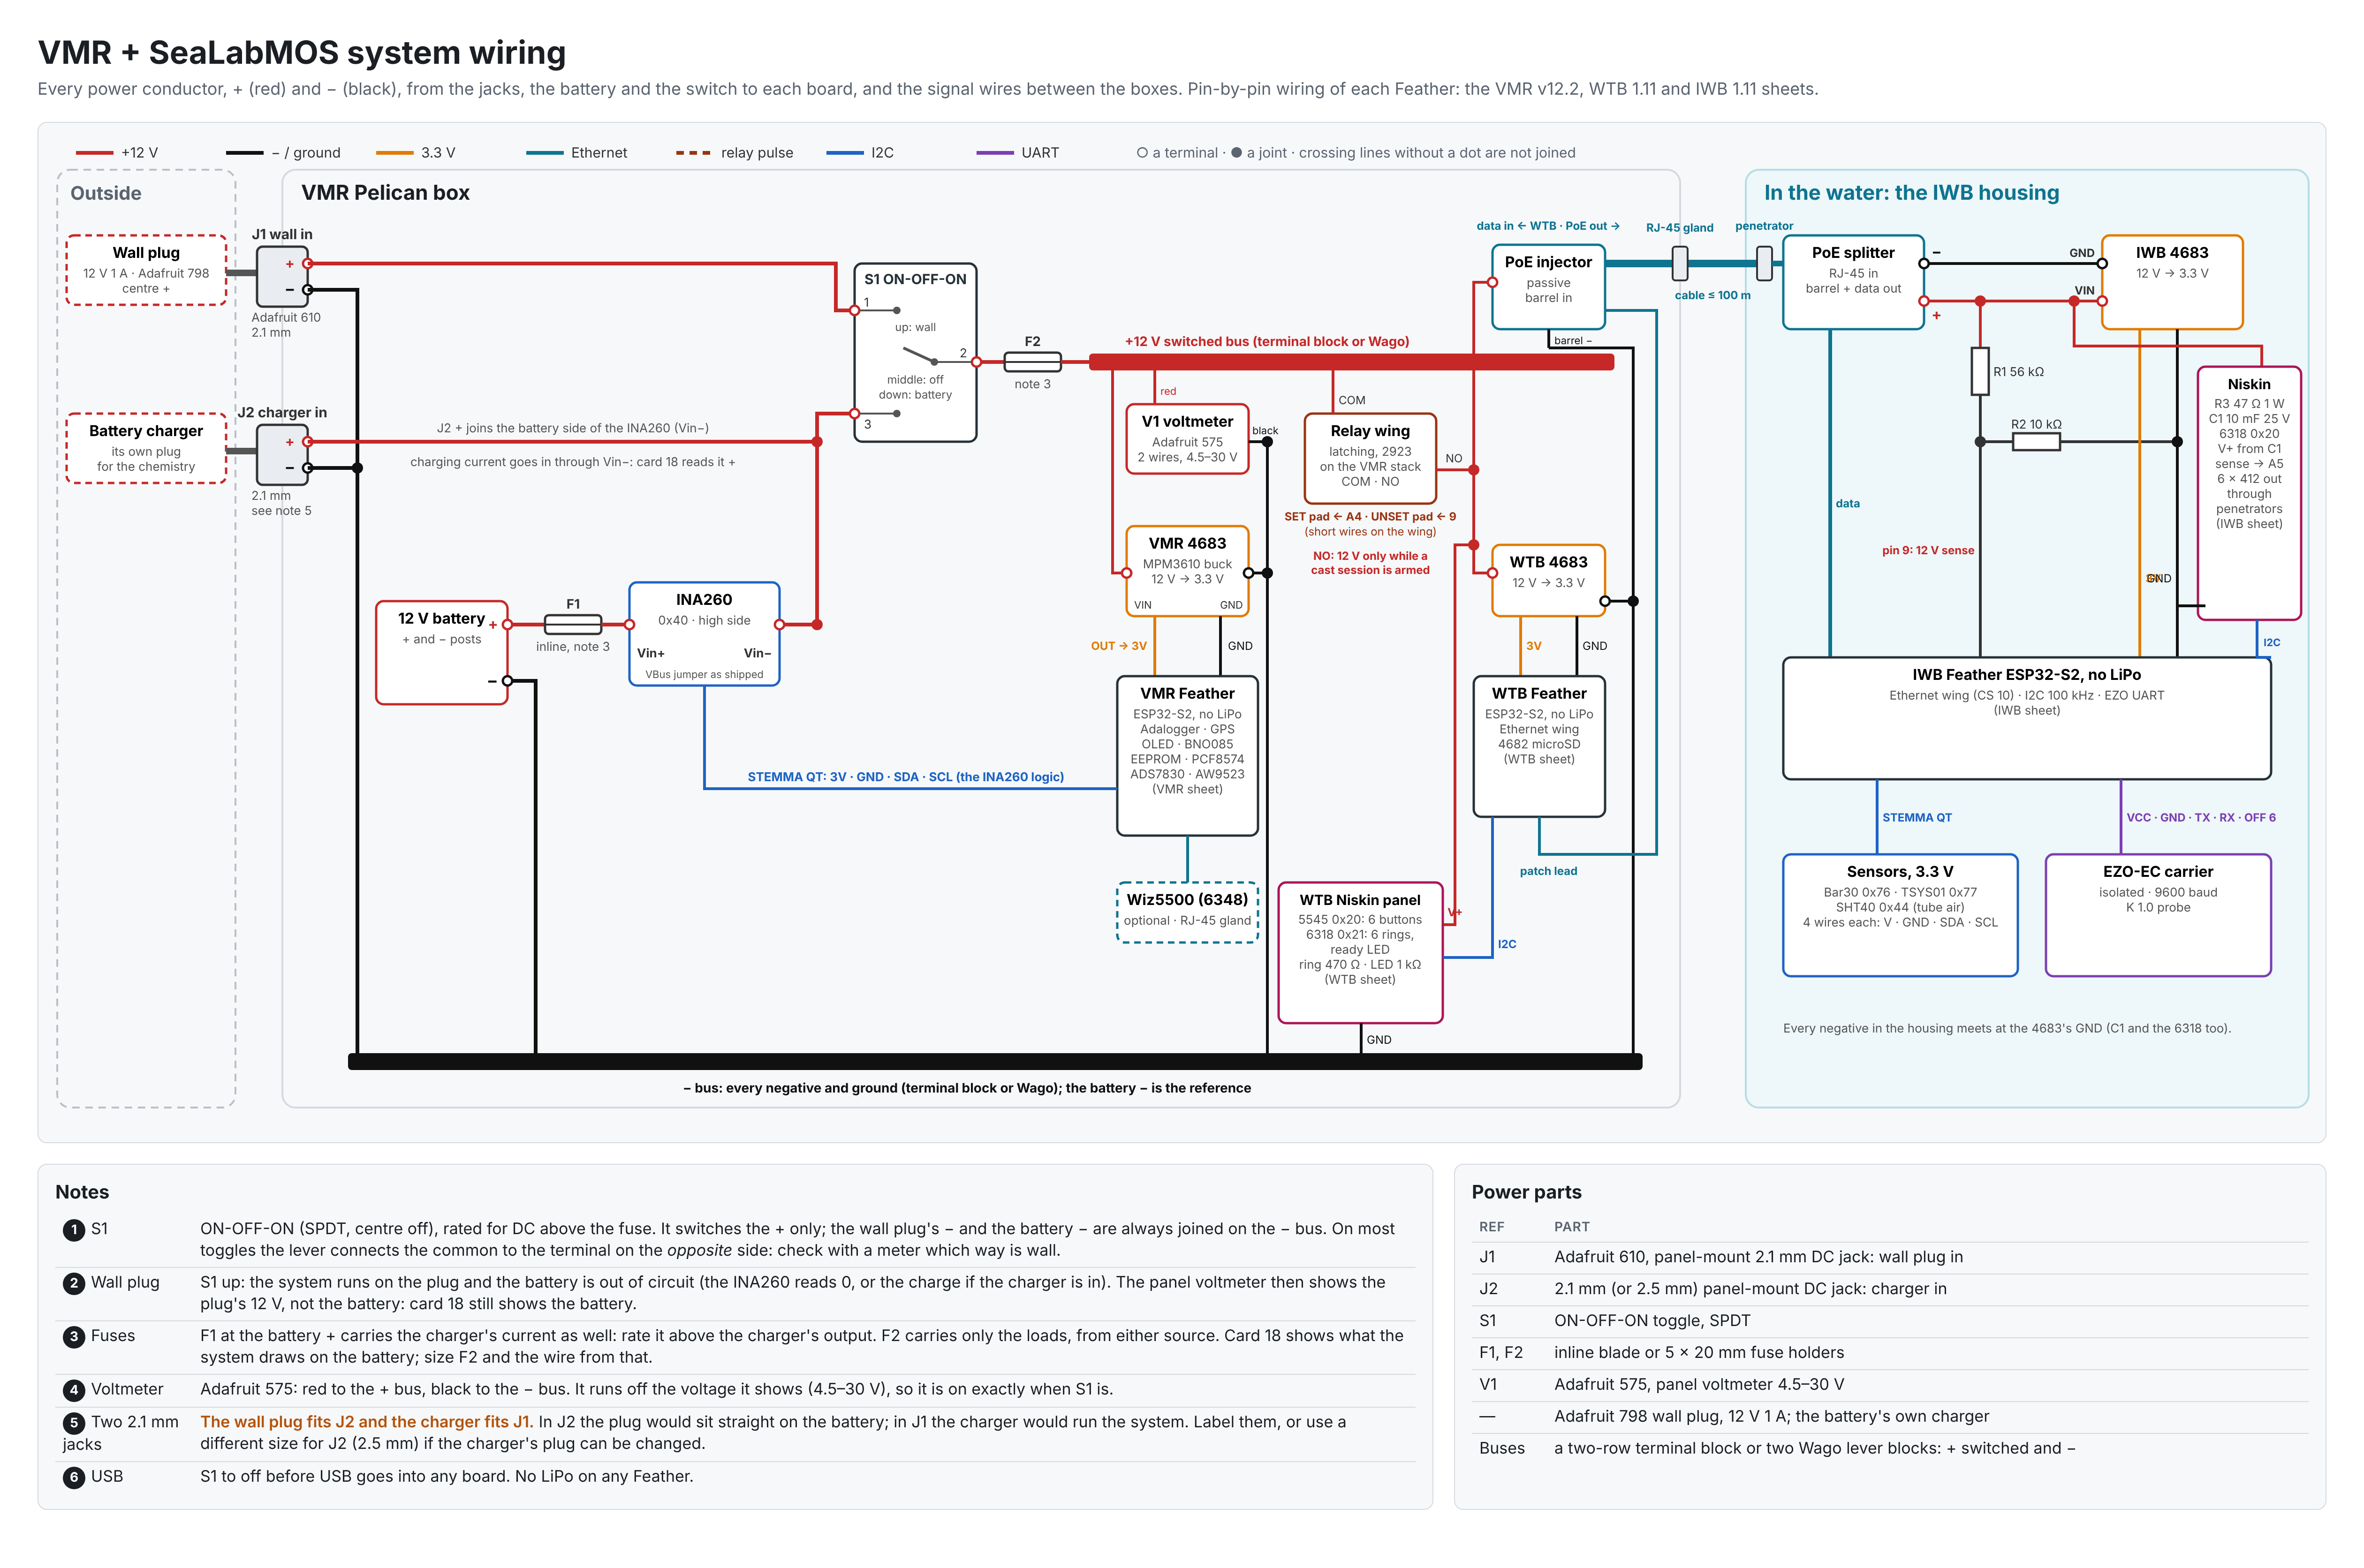 VMR + SeaLabMOS system wiring
Every power conductor, + (red) and − (black), from the jacks, the battery and the switch to each board, and the signal wires between the boxes. Pin-by-pin wiring of each Feather: the VMR v12.2, WTB 1.11 and IWB 1.11 sheets.
+12 V
− / ground
3.3 V
Ethernet
relay pulse
I2C
UART
a terminal · ● a joint · crossing lines without a dot are not joined
Outside
Wall plug
12 V 1 A · Adafruit 798
centre +
Battery charger
its own plug
for the chemistry
VMR Pelican box
J1 wall in
+
−
Adafruit 610
2.1 mm
J2 charger in
+
−
2.1 mm
see note 5
J2 + joins the battery side of the INA260 (Vin−)
charging current goes in through Vin−: card 18 reads it +
12 V battery
+
+ and − posts
−
F1
inline, note 3
INA260
0x40 · high side
Vin+
Vin−
VBus jumper as shipped
STEMMA QT: 3V · GND · SDA · SCL (the INA260 logic)
S1 ON-OFF-ON
1
up: wall
2
middle: off
down: battery
3
F2
note 3
+12 V switched bus (terminal block or Wago)
red
V1 voltmeter
Adafruit 575
2 wires, 4.5–30 V
black
VMR 4683
MPM3610 buck
12 V → 3.3 V
VIN
GND
OUT → 3V
GND
VMR Feather
ESP32-S2, no LiPo
Adalogger · GPS
OLED · BNO085
EEPROM · PCF8574
ADS7830 · AW9523
(VMR sheet)
Wiz5500 (6348)
optional · RJ-45 gland
COM
Relay wing
latching, 2923
on the VMR stack
COM · NO
NO
SET pad ← A4 · UNSET pad ← 9
(short wires on the wing)
NO: 12 V only while a
cast session is armed
data in ← WTB · PoE out →
PoE injector
passive
barrel in
barrel −
RJ-45 gland
penetrator
cable ≤ 100 m
WTB 4683
12 V → 3.3 V
3V
GND
WTB Feather
ESP32-S2, no LiPo
Ethernet wing
4682 microSD
(WTB sheet)
patch lead
WTB Niskin panel
5545 0x20: 6 buttons
6318 0x21: 6 rings,
ready LED
ring 470 Ω · LED 1 kΩ
(WTB sheet)
V+
I2C
GND
− bus: every negative and ground (terminal block or Wago); the battery − is the reference
In the water: the IWB housing
PoE splitter
RJ-45 in
barrel + data out
−
+
GND
VIN
IWB 4683
12 V → 3.3 V
R1 56 kΩ
R2 10 kΩ
data
pin 9: 12 V sense
GND
Niskin
R3 47 Ω 1 W
C1 10 mF 25 V
6318 0x20
V+ from C1
sense → A5
6 × 412 out
through
penetrators
(IWB sheet)
I2C
IWB Feather ESP32-S2, no LiPo
Ethernet wing (CS 10) · I2C 100 kHz · EZO UART
(IWB sheet)
STEMMA QT
VCC · GND · TX · RX · OFF 6
Sensors, 3.3 V
Bar30 0x76 · TSYS01 0x77
SHT40 0x44 (tube air)
4 wires each: V · GND · SDA · SCL
EZO-EC carrier
isolated · 9600 baud
K 1.0 probe
Every negative in the housing meets at the 4683's GND (C1 and the 6318 too).
Notes
1 S1
ON-OFF-ON (SPDT, centre off), rated for DC above the fuse. It switches the + only; the wall plug's − and the battery − are always joined on the − bus. On most
toggles the lever connects the common to the terminal on the opposite side: check with a meter which way is wall.
2 Wall plug
S1 up: the system runs on the plug and the battery is out of circuit (the INA260 reads 0, or the charge if the charger is in). The panel voltmeter then shows the
plug's 12 V, not the battery: card 18 still shows the battery.
3 Fuses
F1 at the battery + carries the charger's current as well: rate it above the charger's output. F2 carries only the loads, from either source. Card 18 shows what the
system draws on the battery; size F2 and the wire from that.
4 Voltmeter
Adafruit 575: red to the + bus, black to the − bus. It runs off the voltage it shows (4.5–30 V), so it is on exactly when S1 is.
5 Two 2.1 mm
jacks
The wall plug fits J2 and the charger fits J1. In J2 the plug would sit straight on the battery; in J1 the charger would run the system. Label them, or use a
different size for J2 (2.5 mm) if the charger's plug can be changed.
6 USB
S1 to off before USB goes into any board. No LiPo on any Feather.
Power parts
REF PART
J1 Adafruit 610, panel-mount 2.1 mm DC jack: wall plug in
J2 2.1 mm (or 2.5 mm) panel-mount DC jack: charger in
S1 ON-OFF-ON toggle, SPDT
F1, F2 inline blade or 5 × 20 mm fuse holders
V1 Adafruit 575, panel voltmeter 4.5–30 V
— Adafruit 798 wall plug, 12 V 1 A; the battery's own charger
Buses a two-row terminal block or two Wago lever blocks: + switched and −